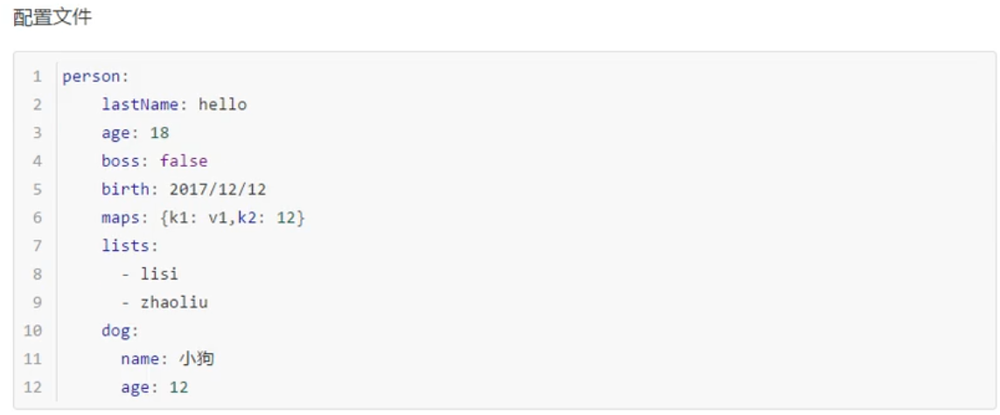 配置文件
1 person:
2     lastName: hello
3     age: 18
4     boss: false
5     birth: 2017/12/12
6     maps: {k1: v1,k2: 12}
7     lists:
8       - lisi
9       - zhaoliu
10     dog:
11       name: 小狗
12       age: 12